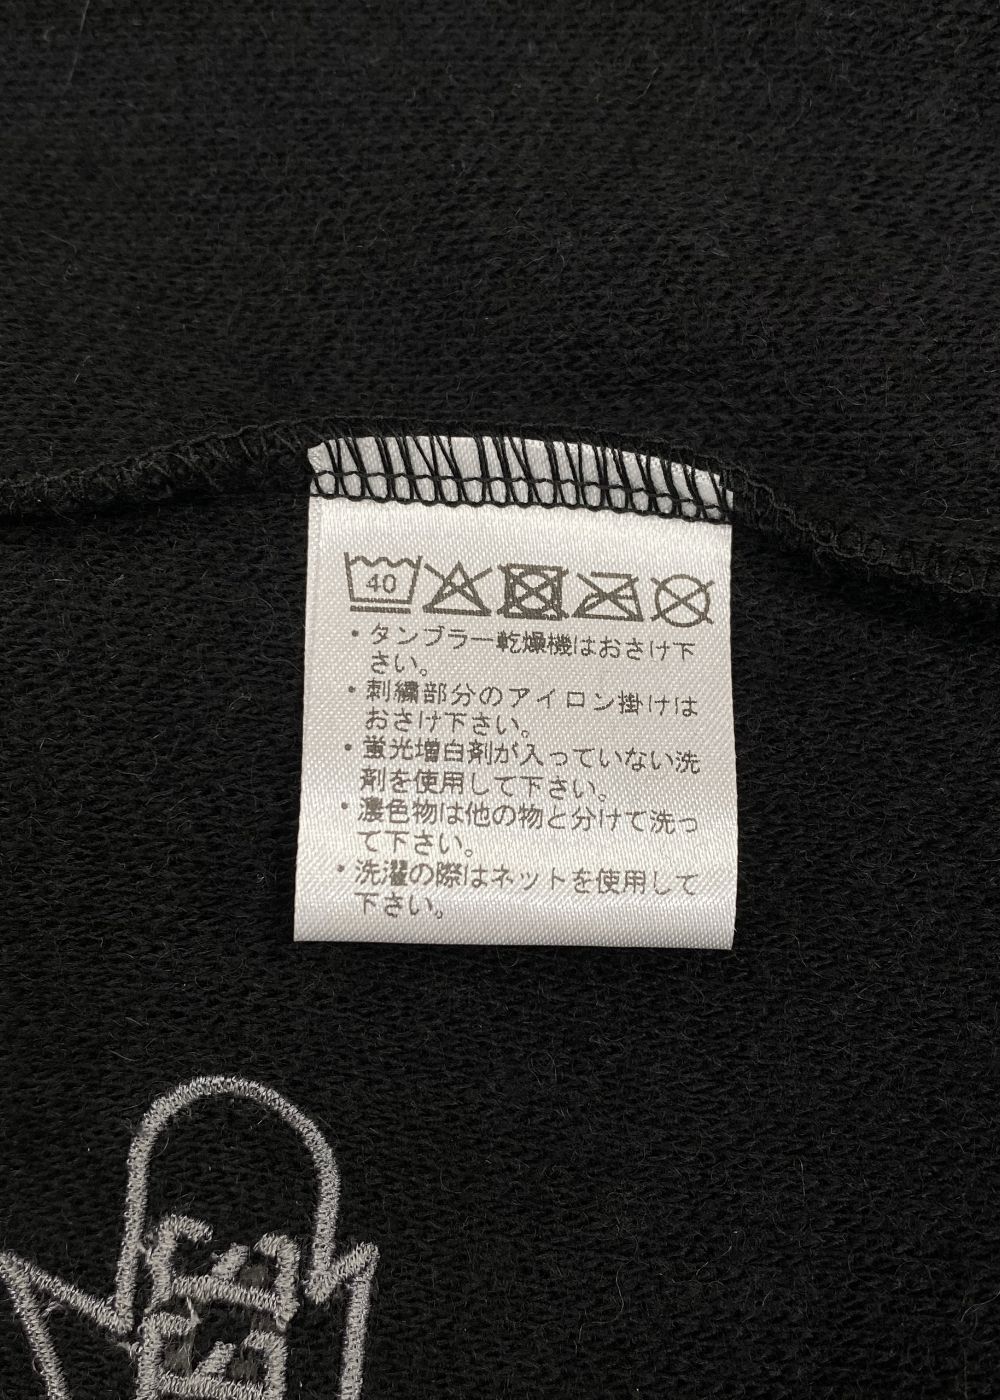 40
・タンブラー乾燥機はおさけ下
さい。
・刺繍部分のアイロン掛けは
おさけ下さい。
・蛍光増白剤が入っていない洗
剤を使用して下さい。
・濃色物は他の物と分けて洗っ
て下さい。
・洗濯の際はネットを使用して
下さい。